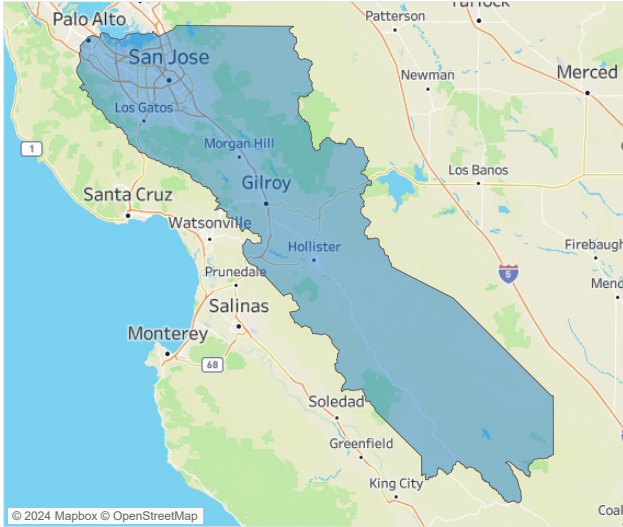 Patterson
Palo Alto
San Jose
Newman
Merced
Los Gatos
1
Morgan Hill
Los Banos
Gilroy
Santa Cruz
Watsonville
Hollister
Firebaugh
Prunedale
5
Mend
Salinas
Monterey
68
Soledad
Greenfield
King City
Coal
© 2024 Mapbox © OpenStreetMap